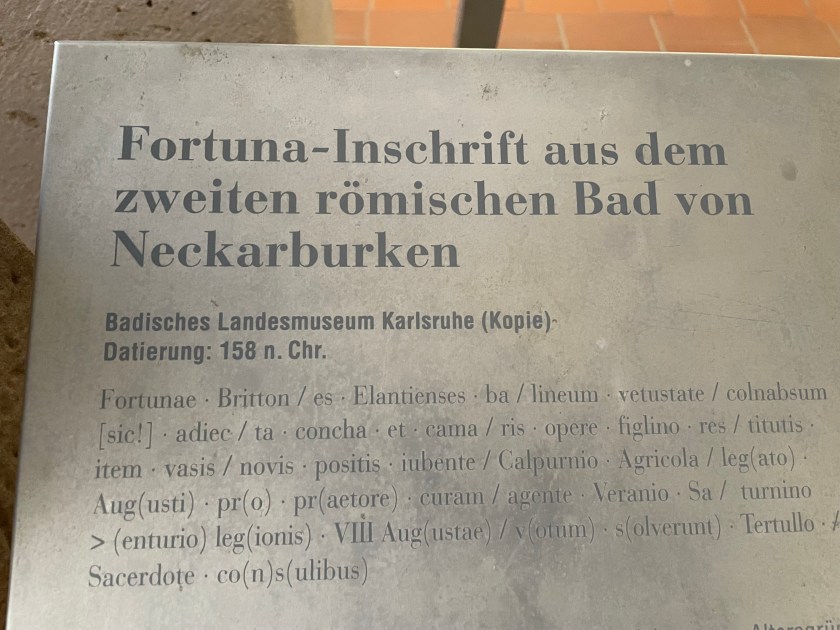 Fortuna-Inschrift aus dem
zweiten römischen Bad von
Neckarburken
Badisches Landesmuseum Karlsruhe (Kopie)
Datierung: 158 n. Chr.
Fortunae · Britton / es · Elantienses · ba / lineum · vetustate / colnabsum
[sic!] · adiec / ta · concha · et · cama / ris · opere · figlino · res / titutis ·
item · vasis / novis · positis · iubente / Calpurnio · Agricola / leg(ato) ·
Aug(usti) · pr(o) · pr(aetore) · curam / agente · Veranio · Sa / turnino
> (enturio) leg(ionis) · VIII Aug(ustae) / v(otum) · s(olverunt) · Tertullo · /
Sacerdote · co(n)s(ulibus)